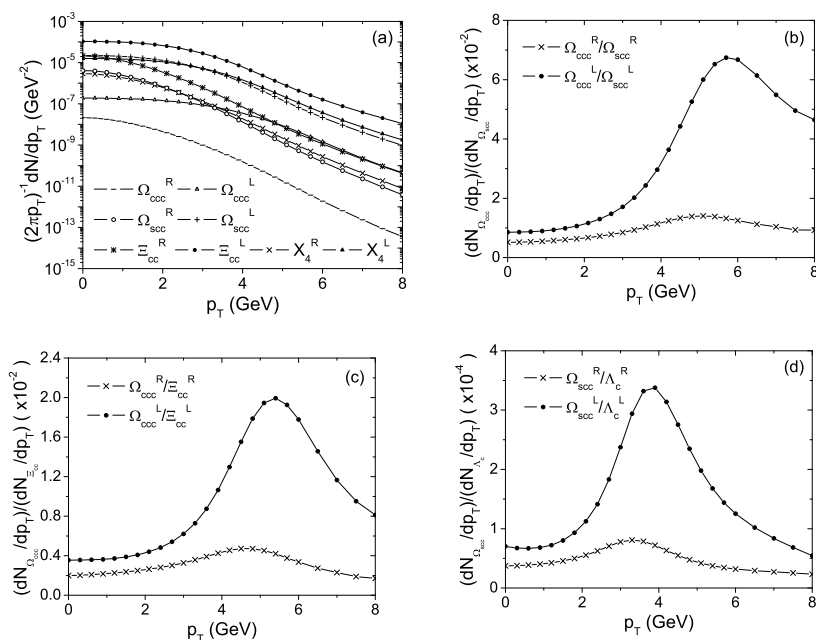 (a)
(2πp_T)^-1 dN/dp_T (GeV^-2)
10^-3
10^-5
10^-7
10^-9
10^-11
10^-13
10^-15
Ω_ccc^R Ω_ccc^L
Ω_scc^R Ω_scc^L
Ξ_cc^R Ξ_cc^L X_4^R X_4^L
0 2 4 6 8
p_T (GeV)
(b)
(dN_Ω_ccc/dp_T)/(dN_Ω_scc/dp_T) (x10^-2)
8
6
4
2
0
Ω_ccc^R/Ω_scc^R
Ω_ccc^L/Ω_scc^L
0 2 4 6 8
p_T (GeV)
(c)
(dN_Ω_ccc/dp_T)/(dN_Ξ_cc/dp_T) ( x10^-2)
2.4
2.0
1.6
1.2
0.8
0.4
0.0
Ω_ccc^R/Ξ_cc^R
Ω_ccc^L/Ξ_cc^L
0 2 4 6 8
p_T (GeV)
(d)
(dN_Ω_scc/dp_T)/(dN_Λ_c/dp_T) ( x10^-4)
4
3
2
1
0
Ω_scc^R/Λ_c^R
Ω_scc^L/Λ_c^L
0 2 4 6 8
p_T (GeV)